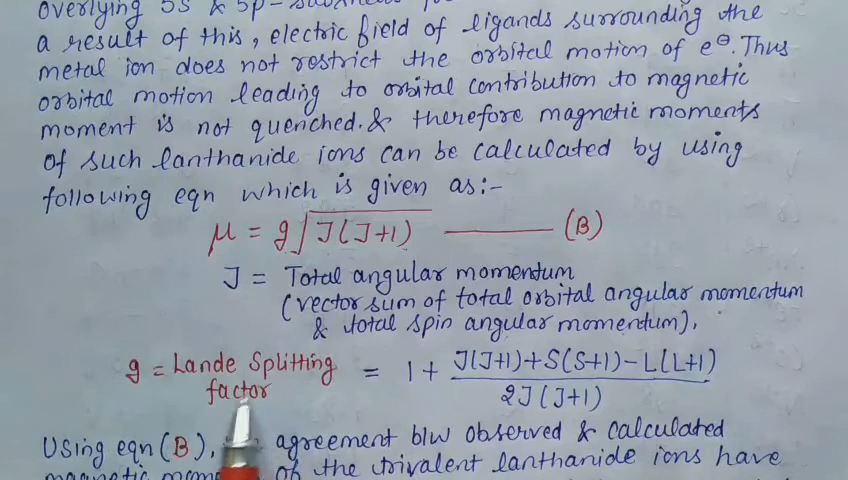 overlying 5s & 5p-
a result of this, electric field of ligands surrounding the
metal ion does not restrict the orbital motion of e⊖. Thus
orbital motion leading to orbital contribution to magnetic
moment is not quenched. & therefore magnetic moments
of such lanthanide ions can be calculated by using
following eqn which is given as:-
μ = g√J(J+1) ——— (B)
J = Total angular momentum
(vector sum of total orbital angular momentum
& total spin angular momentum),
g = Lande Splitting factor = 1 + J(J+1)+S(S+1)-L(L+1) / 2J(J+1)
Using eqn (B), agreement b/w observed & calculated
of the trivalent lanthanide ions have